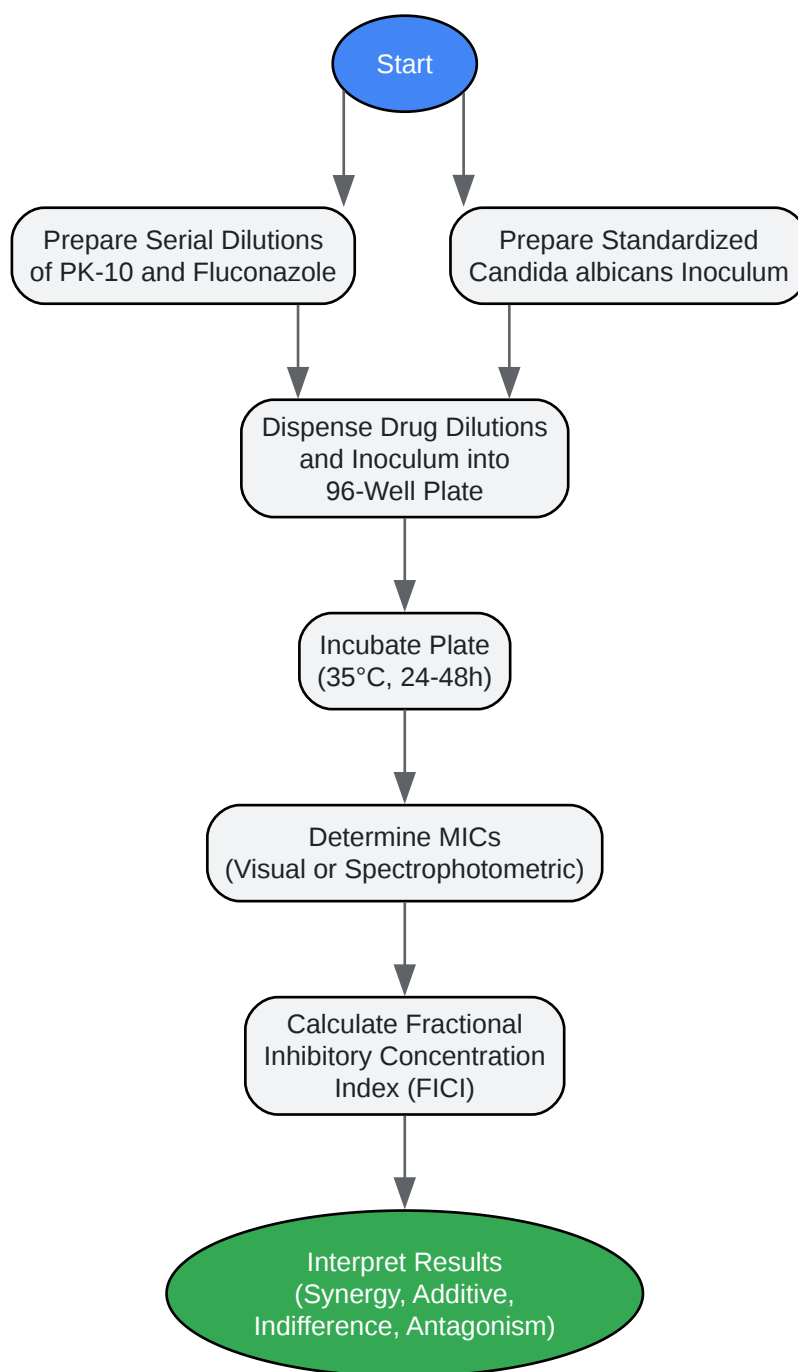 Start
Prepare Serial Dilutions
of PK-10 and Fluconazole
Prepare Standardized
Candida albicans Inoculum
Dispense Drug Dilutions
and Inoculum into
96-Well Plate
Incubate Plate
(35°C, 24-48h)
Determine MICs
(Visual or Spectrophotometric)
Calculate Fractional
Inhibitory Concentration
Index (FICI)
Interpret Results
(Synergy, Additive,
Indifference, Antagonism)